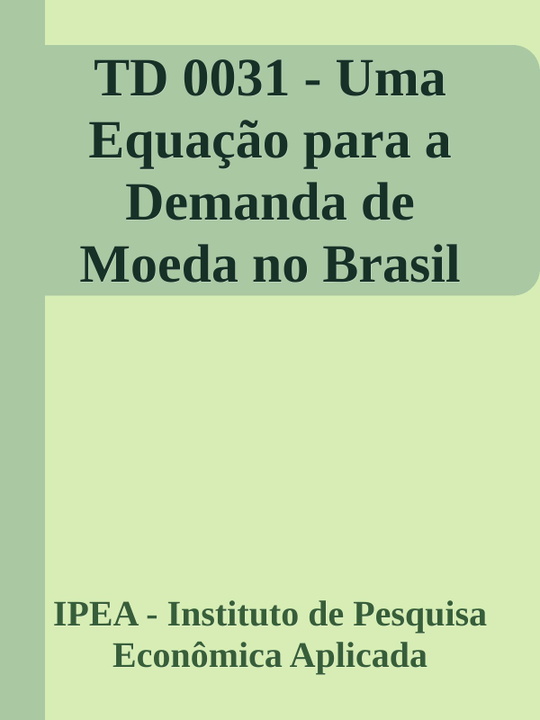 TD 0031 - Uma
Equação para a
Demanda de
Moeda no Brasil
IPEA - Instituto de Pesquisa
Econômica Aplicada